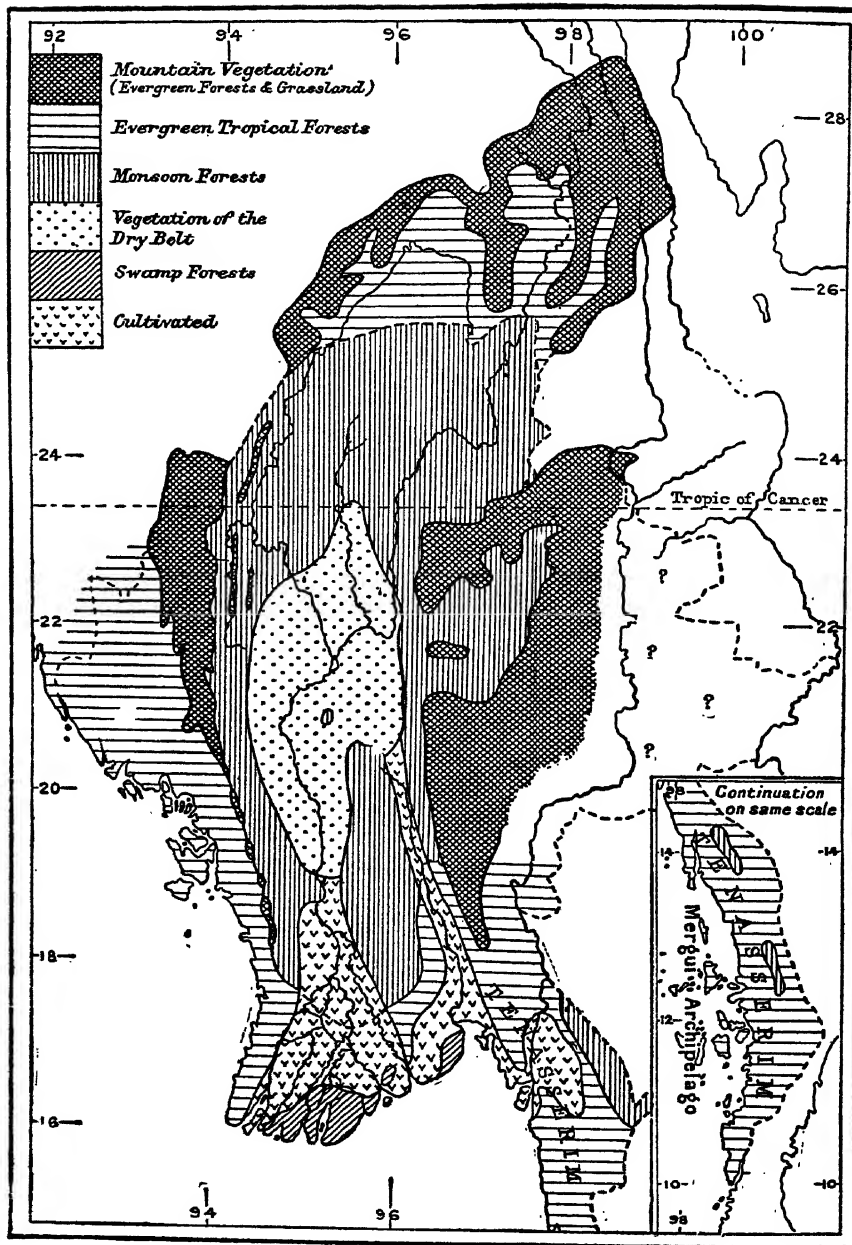 92
94
96
98
100
Mountain Vegetation
(Evergreen Forests & Grassland)
Evergreen Tropical Forests
Monsoon Forests
Vegetation of the
Dry Belt
Swamp Forests
Cultivated
28
26
24
24
Tropic of Cancer
22
22
?
?
?
?
20
18
16
94
96
TENASSERIM
98
Continuation
on same scale
14
14
TENASSERIM
Mergui Archipelago
12
10
10
98